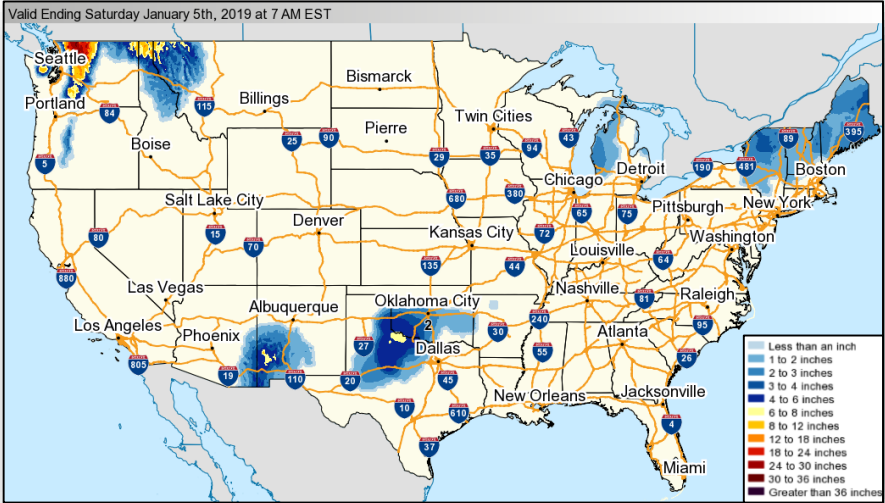 Valid Ending Saturday January 5th, 2019 at 7 AM EST
Seattle
Portland
84
115
Billings
Bismarck
Twin Cities
Pierre
Boise
5
25
90
29
35
94
43
Detroit
190
481
89
395
Boston
Chicago
Salt Lake City
680
380
65
75
Pittsburgh
New York
80
15
70
Denver
Kansas City
72
Washington
880
135
44
Louisville
64
Las Vegas
Albuquerque
Oklahoma City
Nashville
81
Raleigh
Los Angeles
Phoenix
2
27
Dallas
30
240
Atlanta
95
805
19
110
20
45
55
26
10
610
New Orleans
Jacksonville
37
4
Miami
Less than an inch
1 to 2 inches
2 to 3 inches
3 to 4 inches
4 to 6 inches
6 to 8 inches
8 to 12 inches
12 to 18 inches
18 to 24 inches
24 to 30 inches
30 to 36 inches
Greater than 36 inches